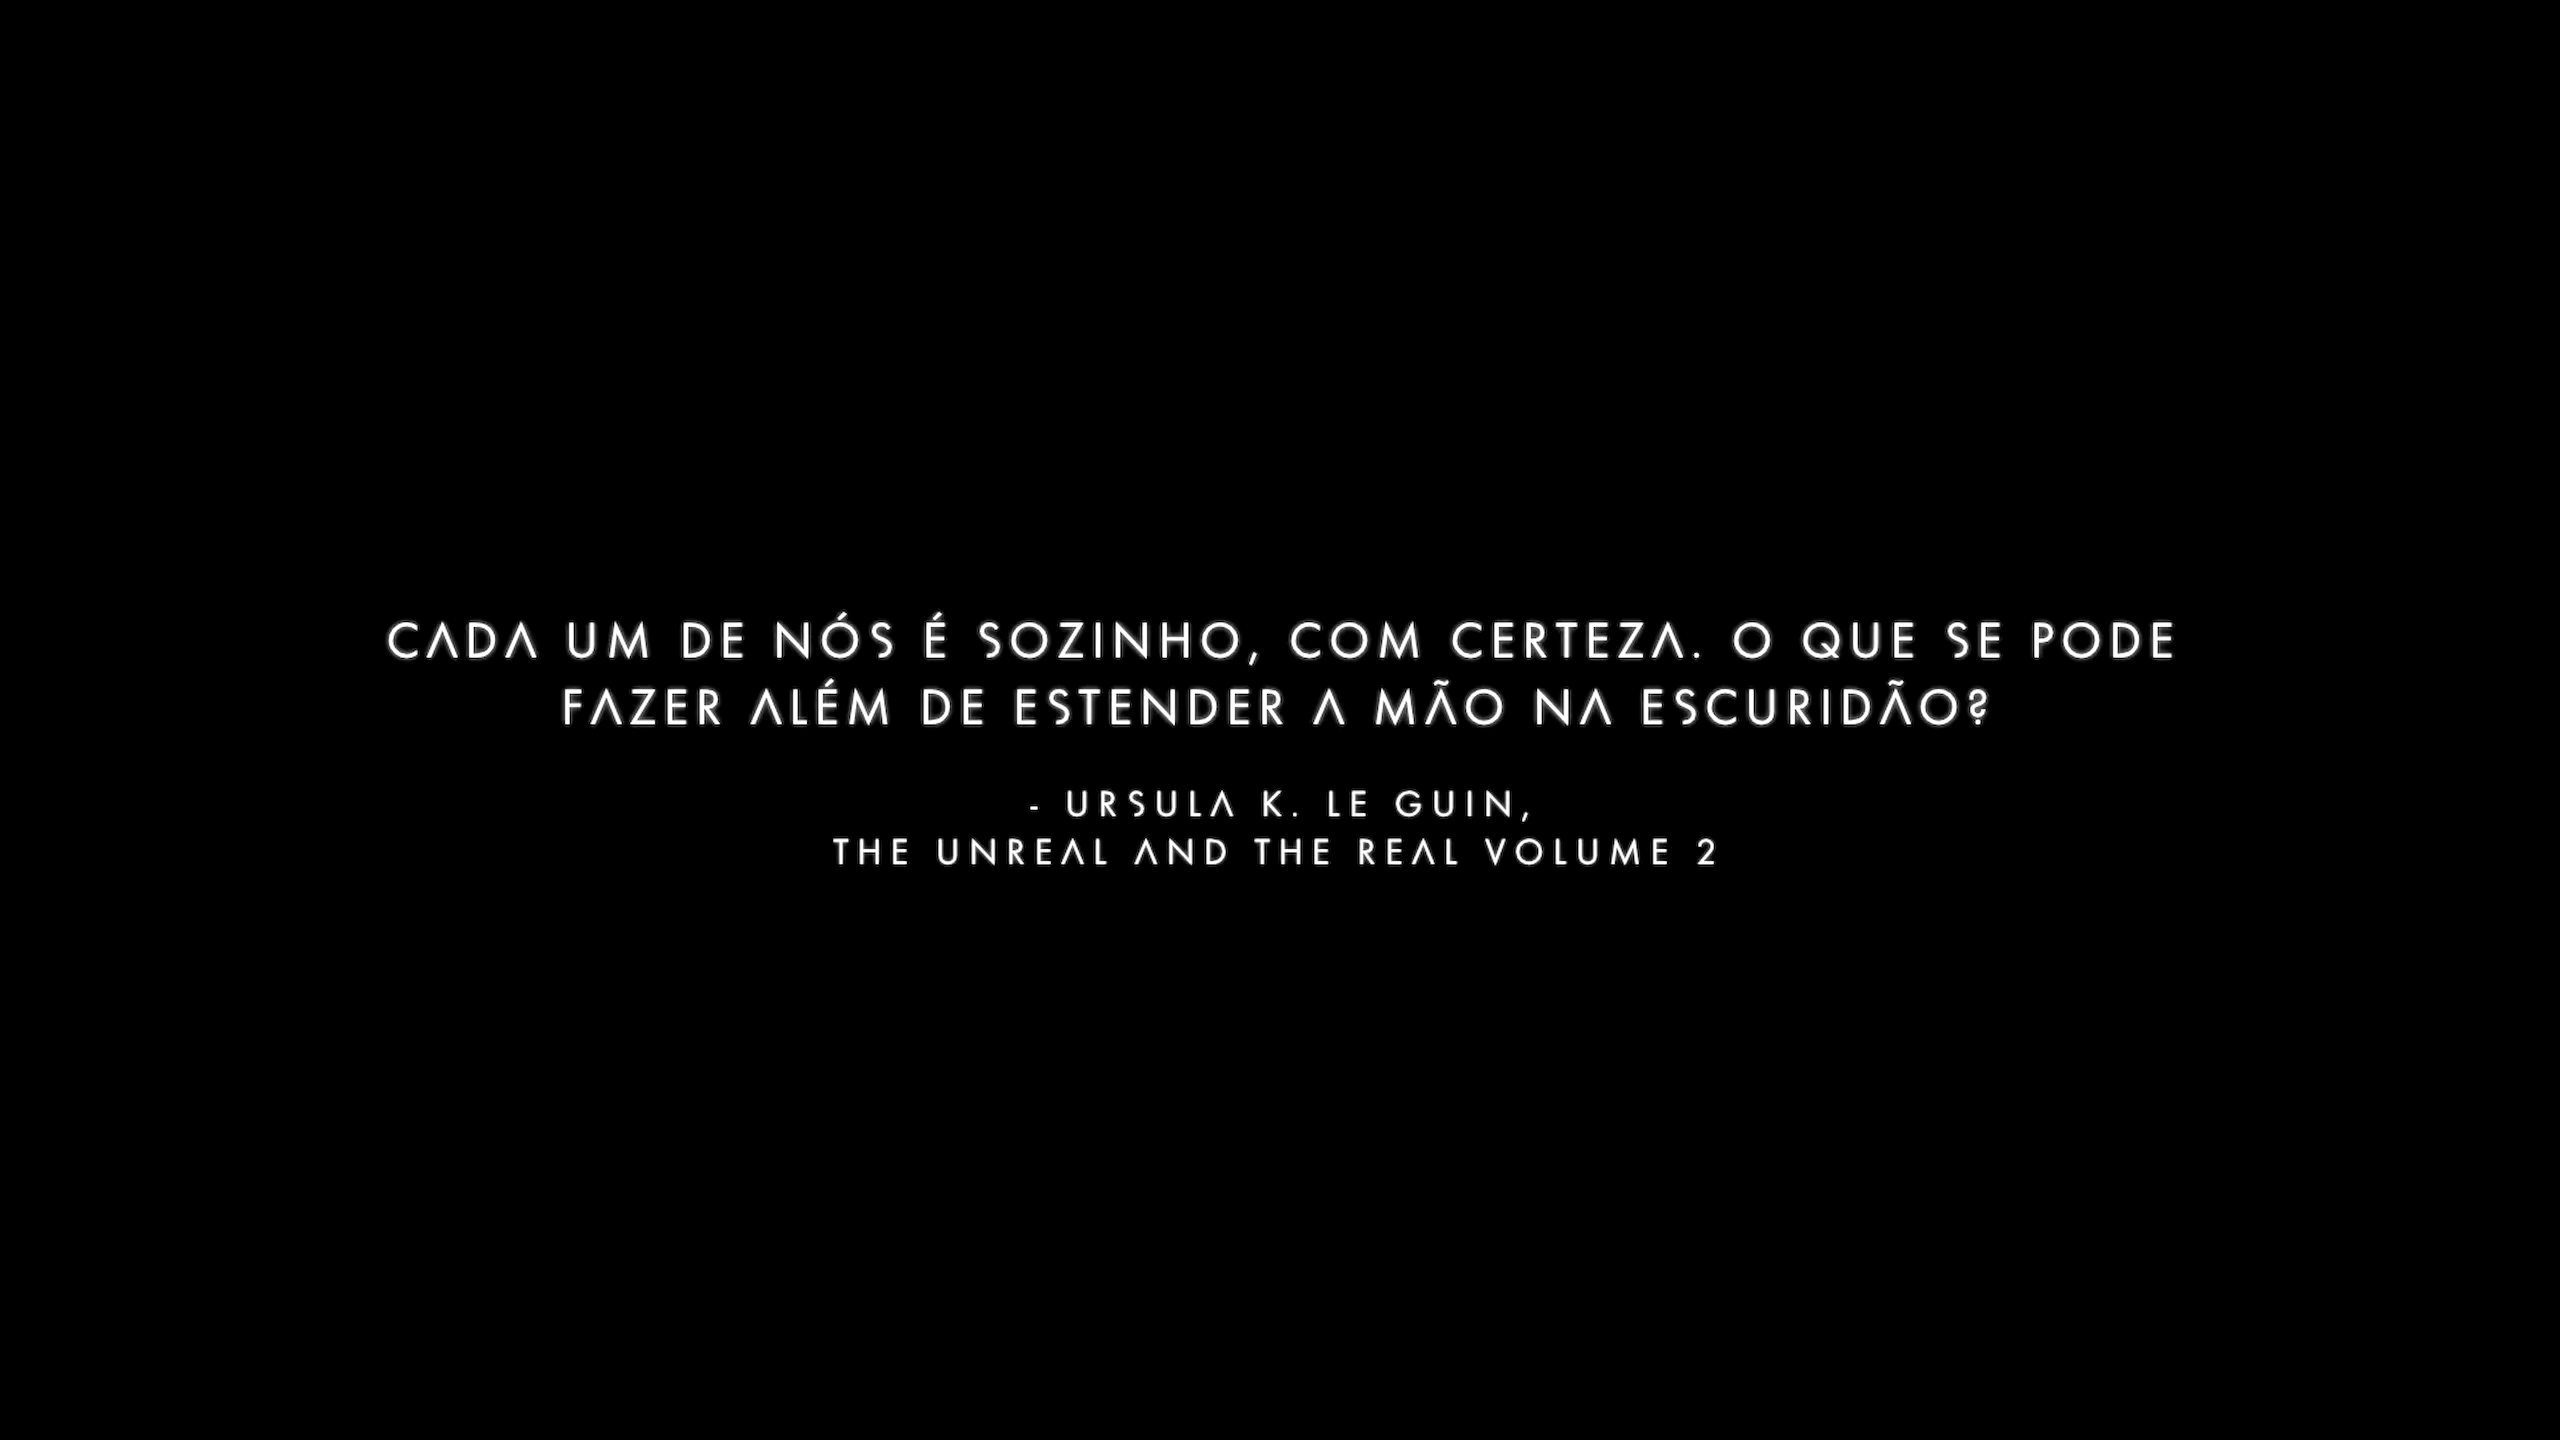 CADA UM DE NÓS É SOZINHO, COM CERTEZA. O QUE SE PODE
FAZER ALÉM DE ESTENDER A MÃO NA ESCURIDÃO?
- URSULA K. LE GUIN,
THE UNREAL AND THE REAL VOLUME 2